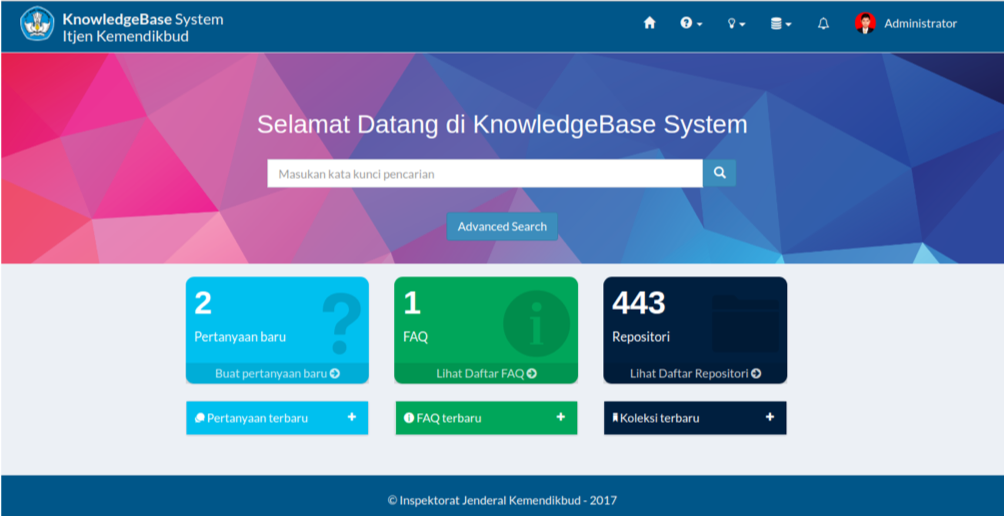 KnowledgeBase System
Itjen Kemendikbud
Administrator
Selamat Datang di KnowledgeBase System
Masukan kata kunci pencarian
Advanced Search
2
Pertanyaan baru
Buat pertanyaan baru
1
FAQ
Lihat Daftar FAQ
443
Repositori
Lihat Daftar Repositori
Pertanyaan terbaru
FAQ terbaru
Koleksi terbaru
© Inspektorat Jenderal Kemendikbud - 2017